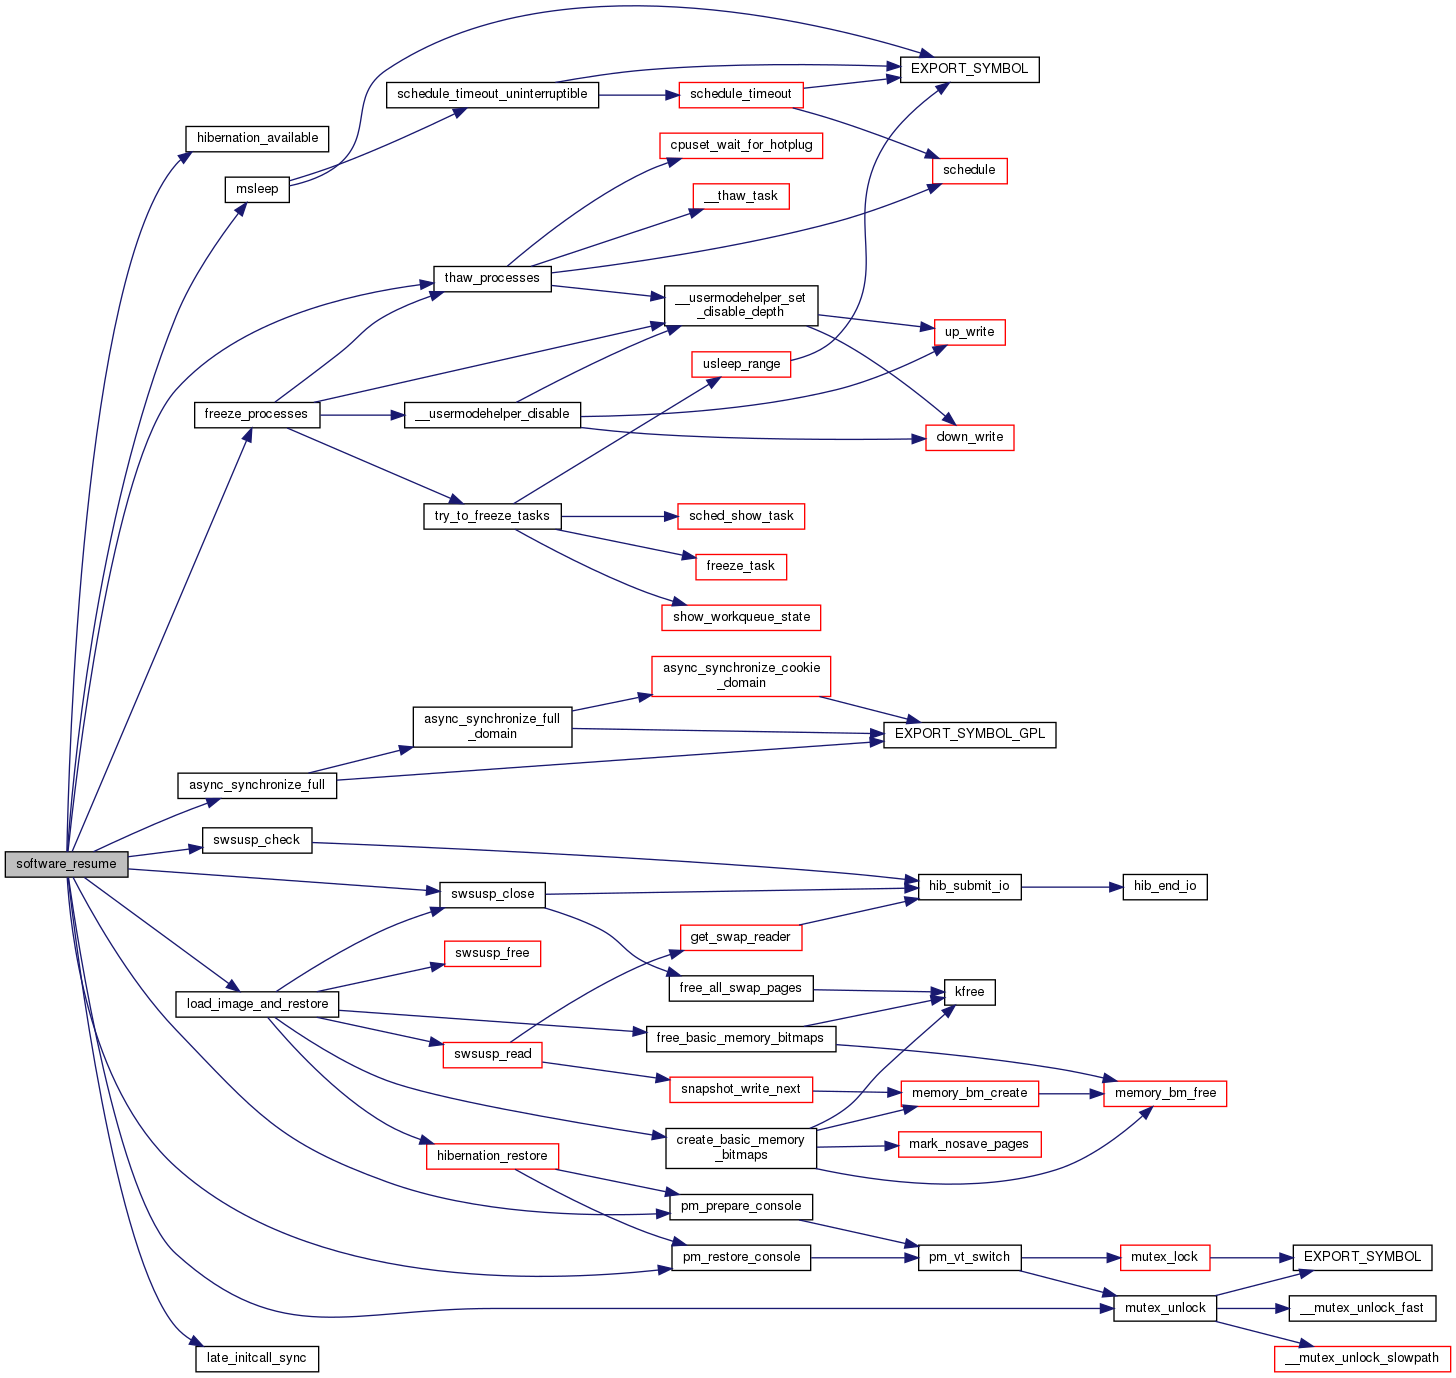 EXPORT_SYMBOL
schedule_timeout_uninterruptible
schedule_timeout
hibernation_available
cpuset_wait_for_hotplug
schedule
msleep
__thaw_task
thaw_processes
__usermodehelper_set
_disable_depth
up_write
usleep_range
freeze_processes
__usermodehelper_disable
down_write
try_to_freeze_tasks
sched_show_task
freeze_task
show_workqueue_state
async_synchronize_cookie
_domain
async_synchronize_full
_domain
EXPORT_SYMBOL_GPL
async_synchronize_full
swsusp_check
software_resume
swsusp_close
hib_submit_io
hib_end_io
get_swap_reader
swsusp_free
free_all_swap_pages
kfree
load_image_and_restore
free_basic_memory_bitmaps
swsusp_read
snapshot_write_next
memory_bm_create
memory_bm_free
create_basic_memory
_bitmaps
mark_nosave_pages
hibernation_restore
pm_prepare_console
pm_restore_console
pm_vt_switch
mutex_lock
EXPORT_SYMBOL
mutex_unlock
__mutex_unlock_fast
late_initcall_sync
__mutex_unlock_slowpath